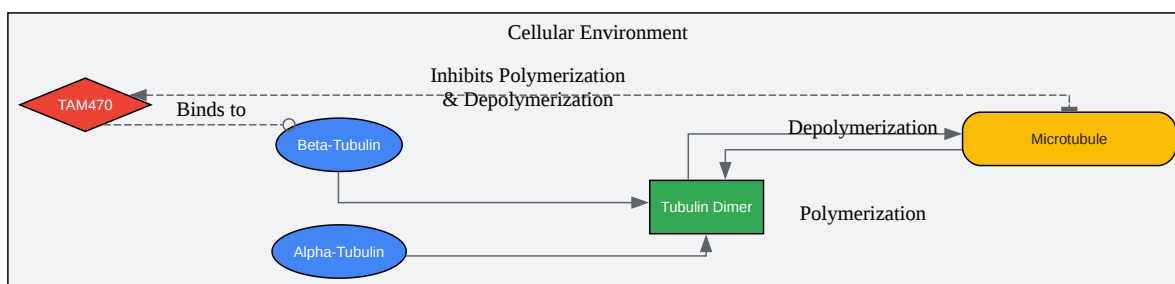 Cellular Environment
Inhibits Polymerization
& Depolymerization
TAM470
Binds to
Beta-Tubulin
Depolymerization
Microtubule
Tubulin Dimer
Polymerization
Alpha-Tubulin